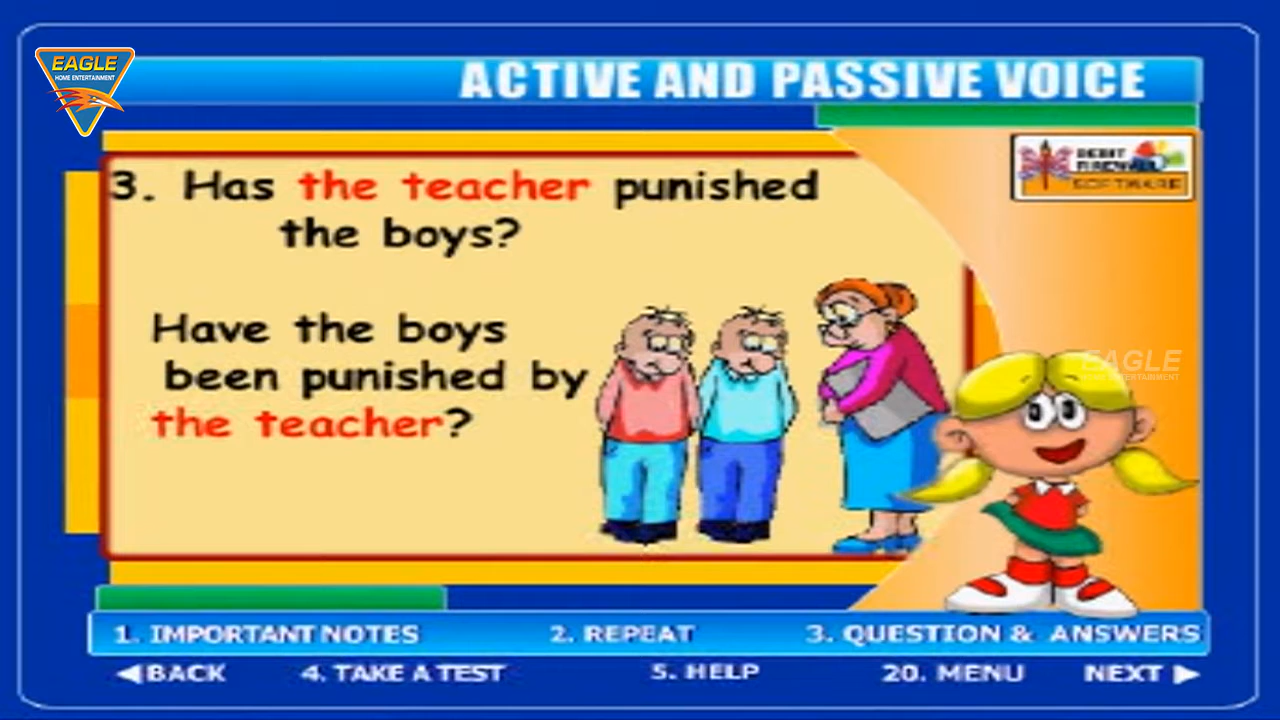 EAGLE
HOME ENTERTAINMENT
ACTIVE AND PASSIVE VOICE
SOFTWARE
3. Has the teacher punished
the boys?
Have the boys
been punished by
the teacher?
EAGLE
HOME ENTERTAINMENT
1. IMPORTANT NOTES 2. REPEAT 3. QUESTION & ANSWERS
◀BACK 4. TAKE A TEST 5. HELP 20. MENU NEXT▶